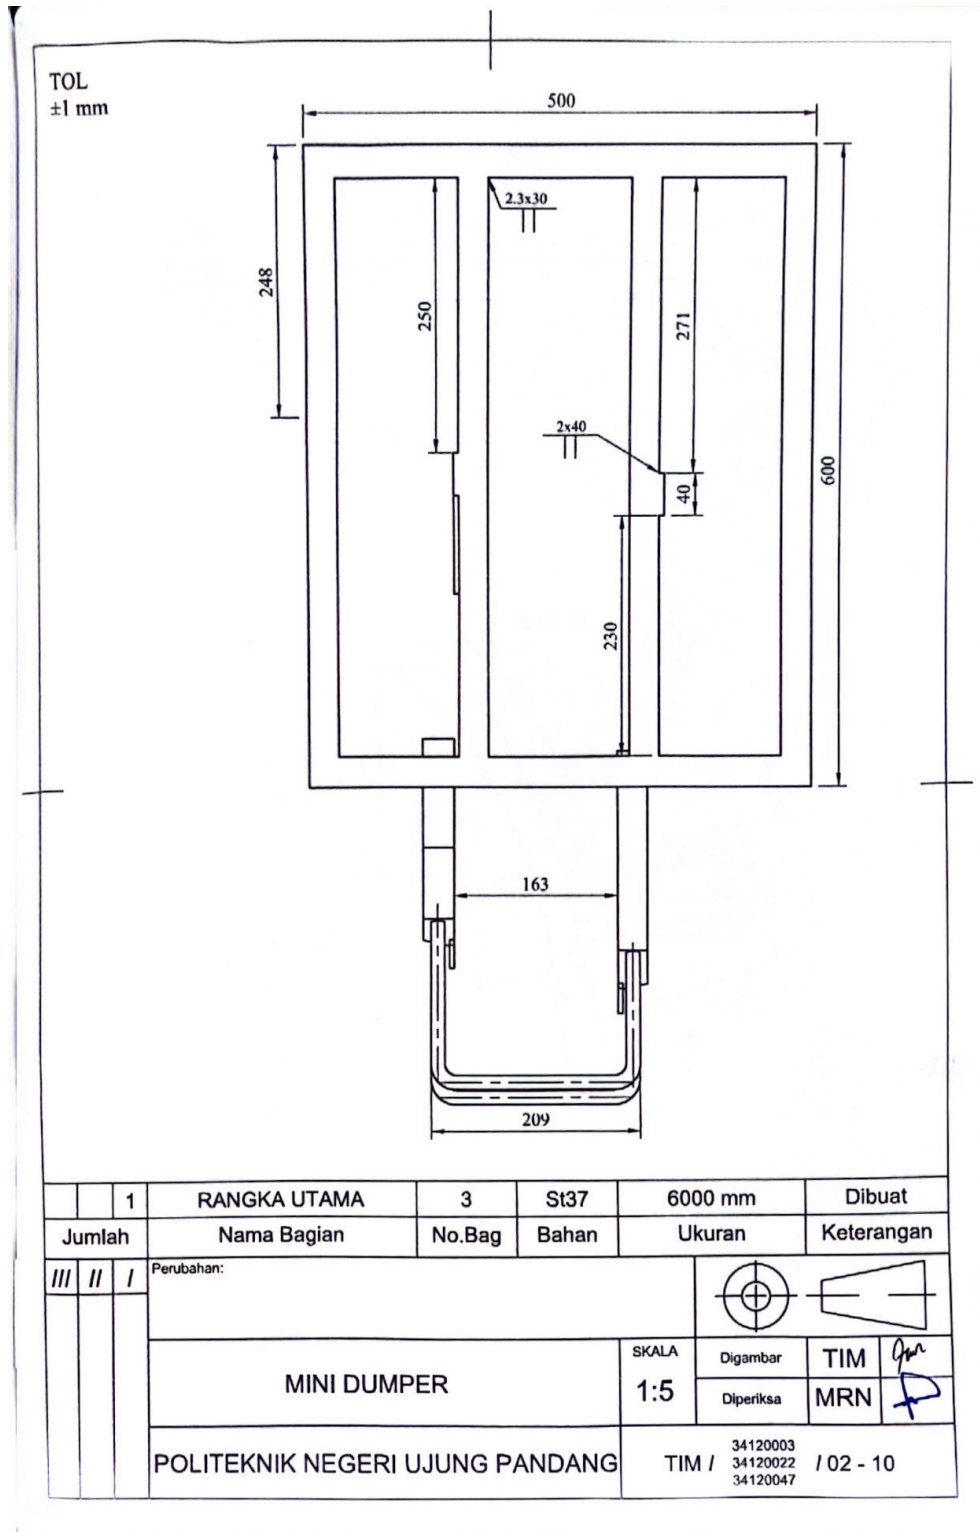 TOL
±1 mm
500
248
250
2.3x30
271
2x40
40
600
230
163
209
1 RANGKA UTAMA 3 St37 6000 mm Dibuat
Jumlah Nama Bagian No.Bag Bahan Ukuran Keterangan
III II I Perubahan:
MINI DUMPER
SKALA
1:5
Digambar TIM
Diperiksa MRN
POLITEKNIK NEGERI UJUNG PANDANG
TIM / 34120003
34120022
34120047
/ 02 - 10